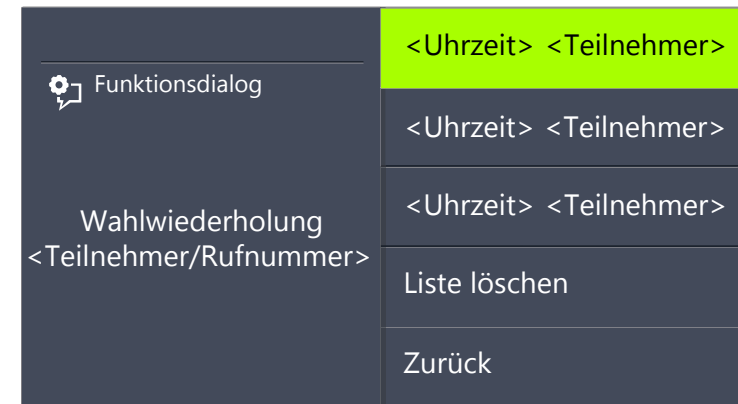 Funktionsdialog
Wahlwiederholung
<Teilnehmer/Rufnummer>
<Uhrzeit> <Teilnehmer>
<Uhrzeit> <Teilnehmer>
<Uhrzeit> <Teilnehmer>
Liste löschen
Zurück